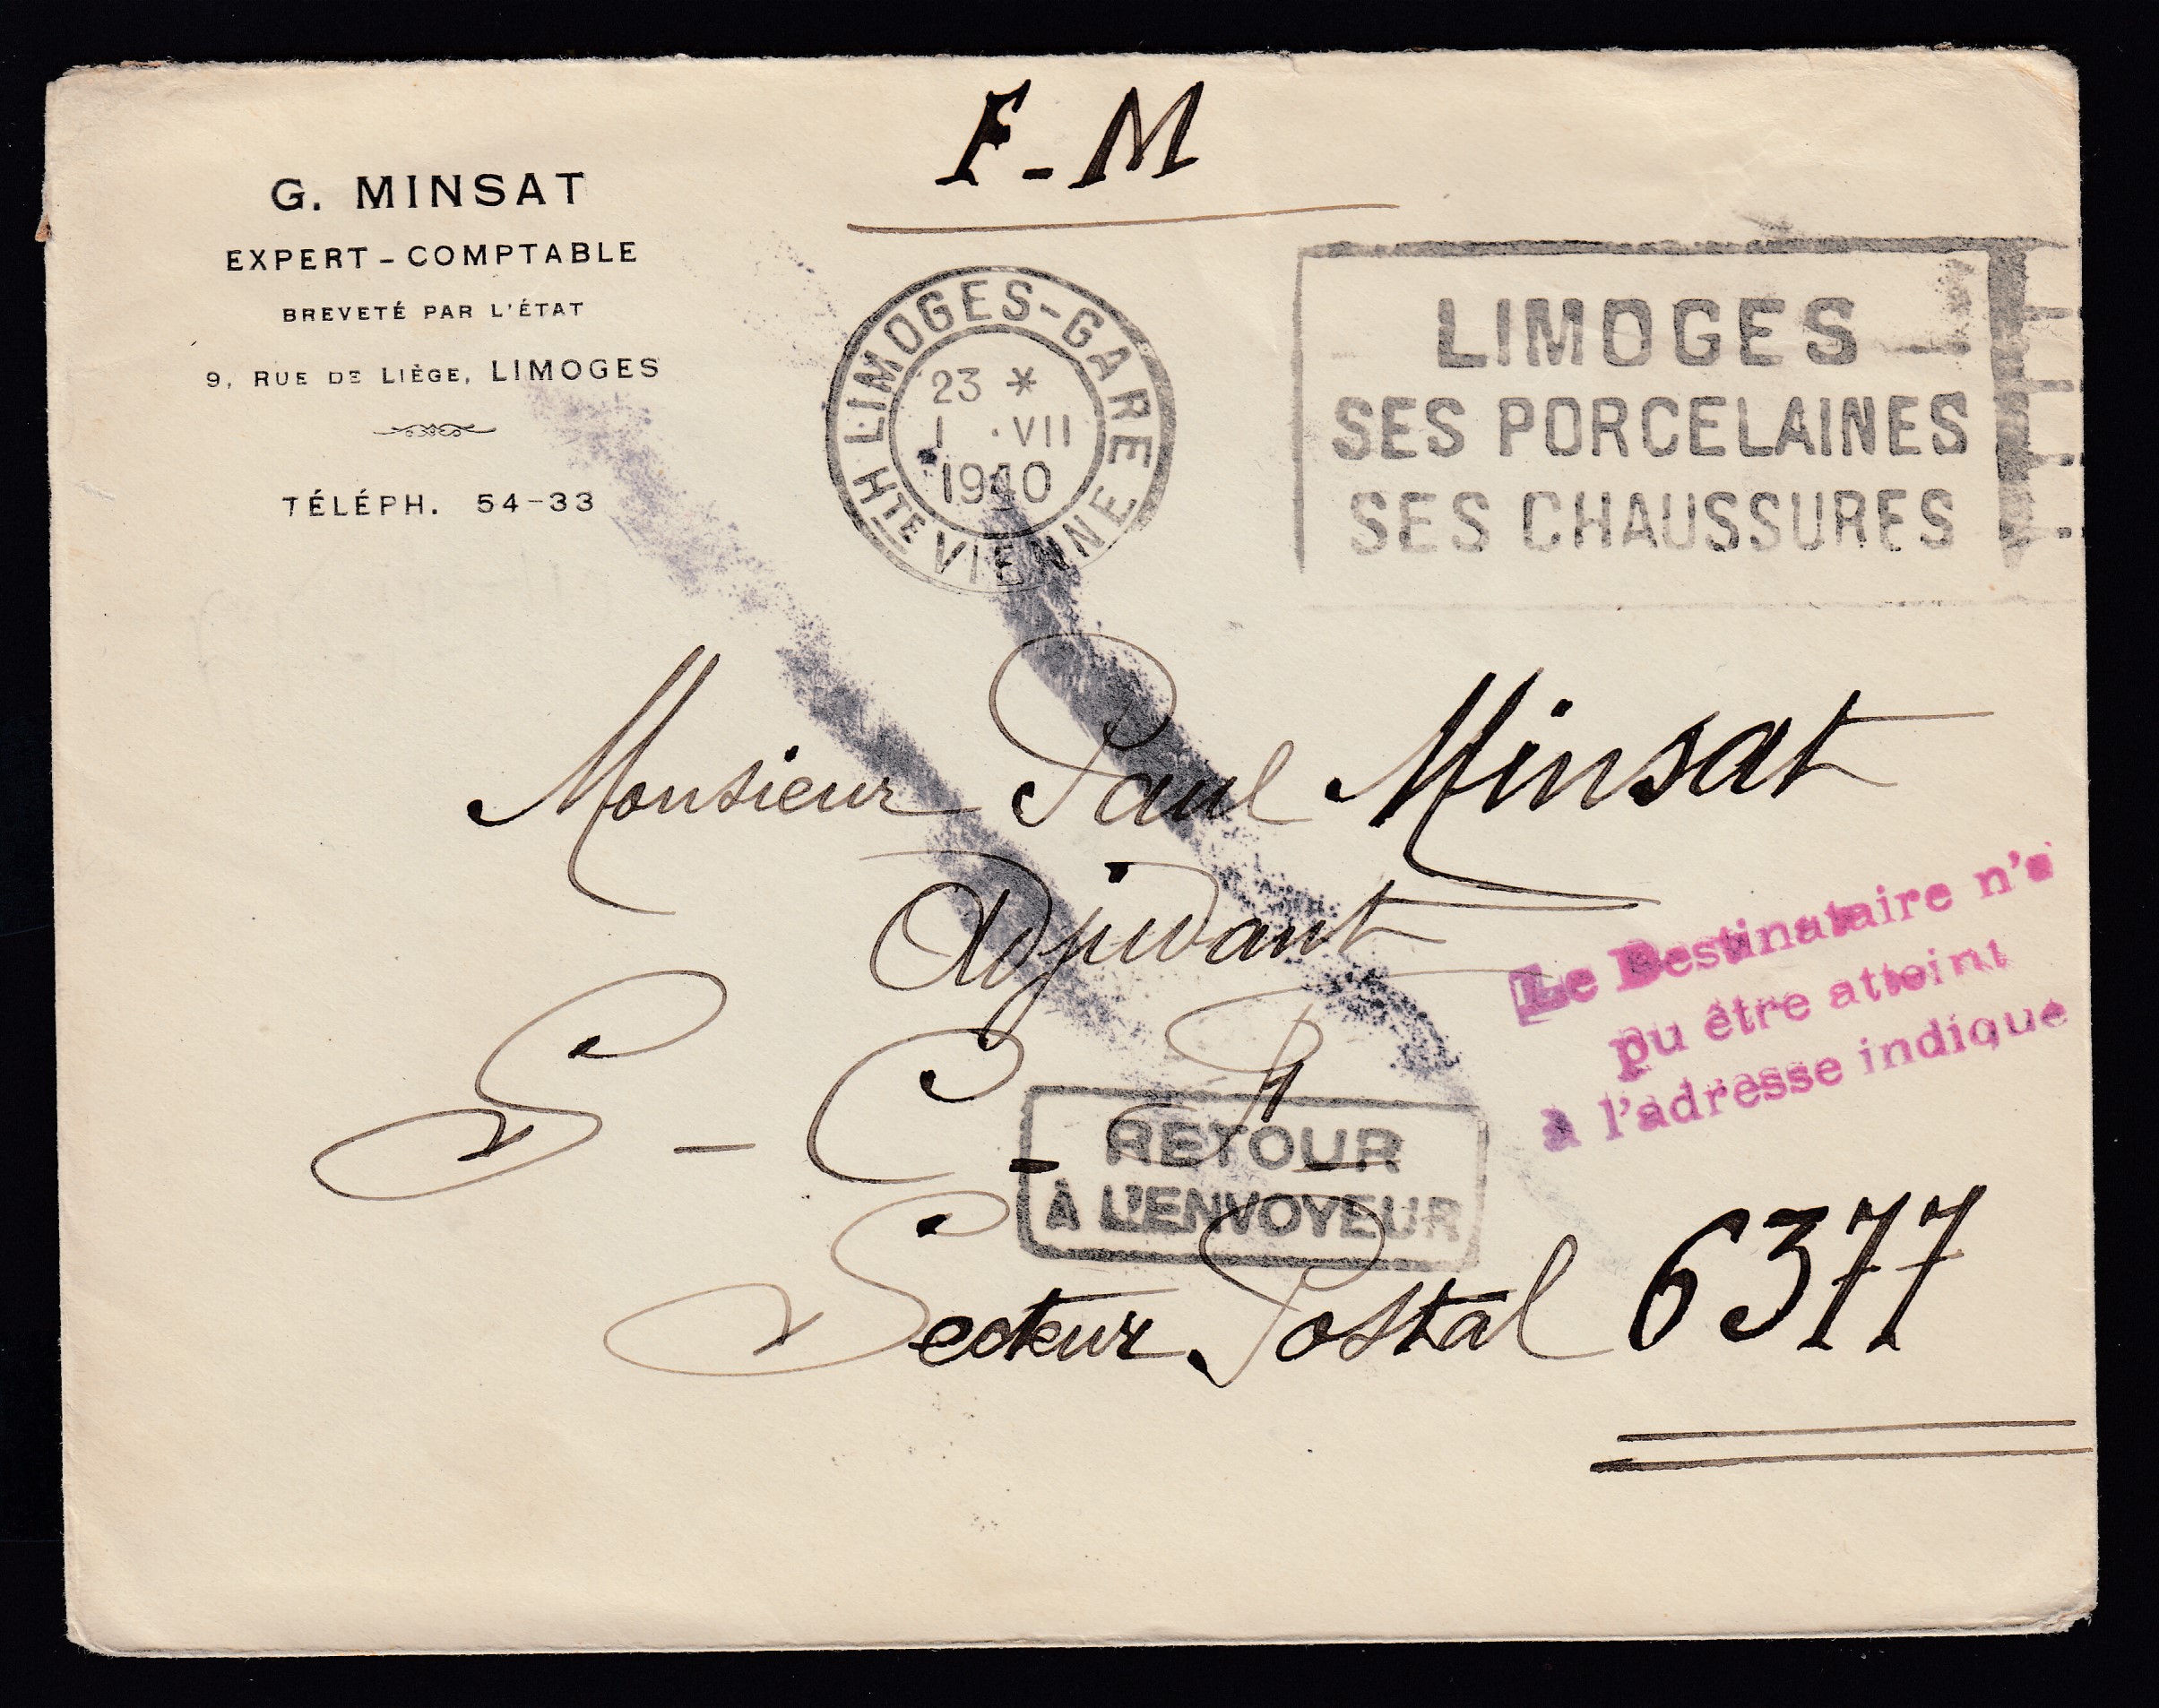 F-M
G. MINSAT
EXPERT-COMPTABLE
BREVETÉ PAR L'ÉTAT
9, RUE DE LIÈGE, LIMOGES
TÉLÉPH. 54-33
LIMOGES-GARE
23 *
1 .VII
1940
HTE VIENNE
LIMOGES
SES PORCELAINES
SES CHAUSSURES
Monsieur Paul Minsat
Adjudant
Le Destinataire n'a
pu être atteint
à l'adresse indique
S-C-P-
RETOUR
À L'ENVOYEUR
Secteur Postal 6377